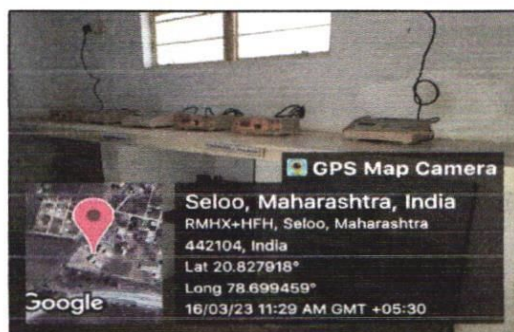 GPS Map Camera
Seloo, Maharashtra, India
RMHX+HFH, Seloo, Maharashtra
442104, India
Lat 20.827918°
Long 78.699459°
16/03/23 11:29 AM GMT +05:30
Google